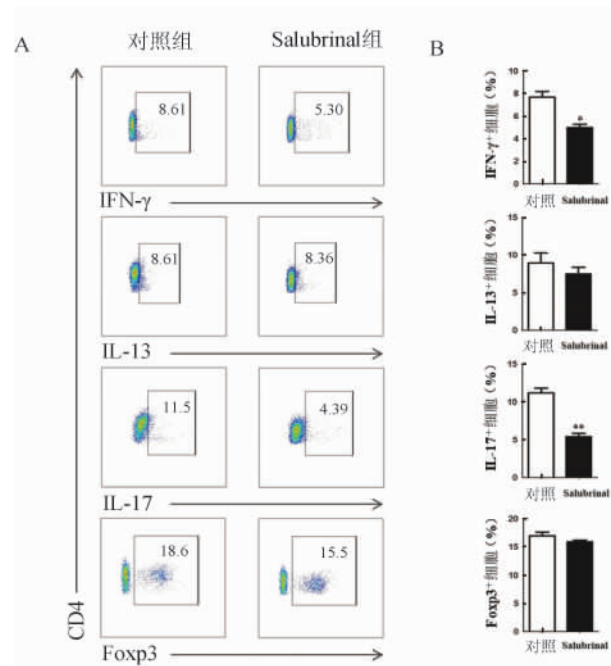 A
对照组
Salubrinal组
8.61
5.30
IFN-γ
8.61
8.36
IL-13
11.5
4.39
IL-17
18.6
15.5
CD4
Foxp3
B
IFN-γ+细胞(%)
10
8
6
4
2
0
*
对照
Salubrinal
IL-13+细胞(%)
15
10
5
0
对照
Salubrinal
IL-17+细胞(%)
15
10
5
0
**
对照
Salubrinal
Foxp3+细胞(%)
20
15
10
5
0
对照
Salubrinal